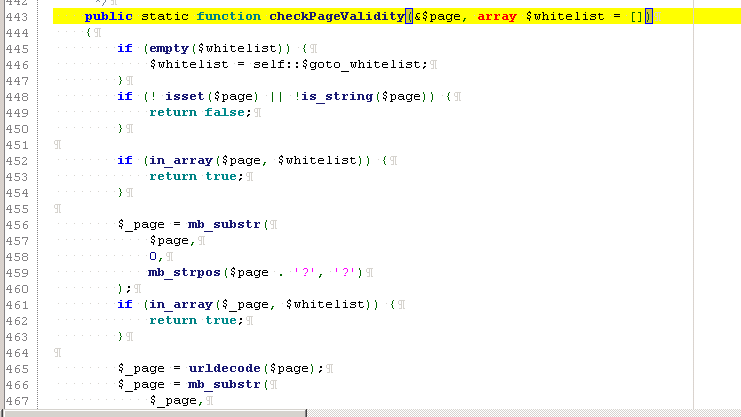 442 */
443 public static function checkPageValidity(&$page, array $whitelist = [])
444 {
445 if (empty($whitelist)) {
446 $whitelist = self::$goto_whitelist;
447 }
448 if (! isset($page) || !is_string($page)) {
449 return false;
450 }
451
452 if (in_array($page, $whitelist)) {
453 return true;
454 }
455
456 $_page = mb_substr(
457 $page,
458 0,
459 mb_strpos($page . '?', '?')
460 );
461 if (in_array($_page, $whitelist)) {
462 return true;
463 }
464
465 $_page = urldecode($page);
466 $_page = mb_substr(
467 $_page,